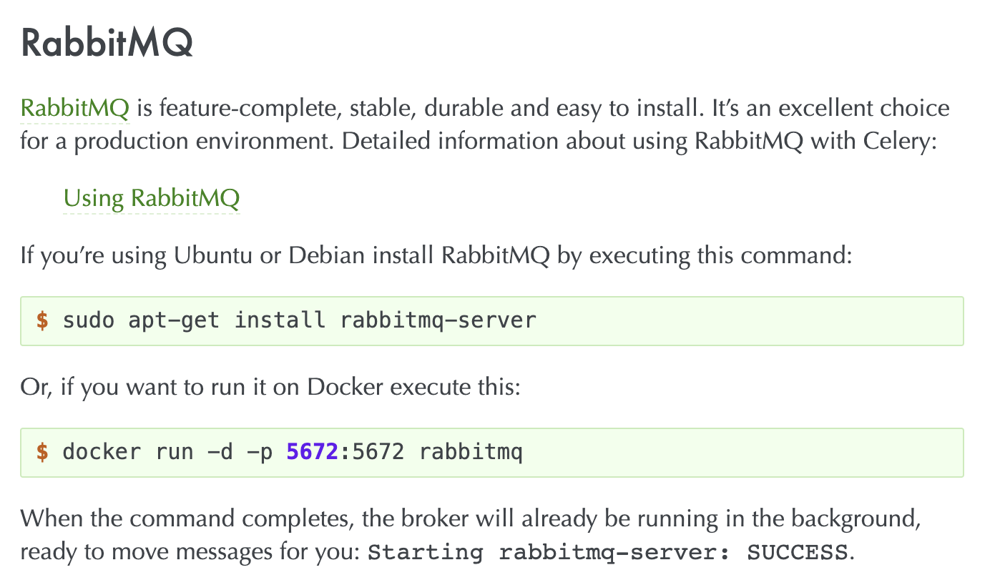 RabbitMQ
RabbitMQ is feature-complete, stable, durable and easy to install. It’s an excellent choice
for a production environment. Detailed information about using RabbitMQ with Celery:
Using RabbitMQ
If you’re using Ubuntu or Debian install RabbitMQ by executing this command:
$ sudo apt-get install rabbitmq-server
Or, if you want to run it on Docker execute this:
$ docker run -d -p 5672:5672 rabbitmq
When the command completes, the broker will already be running in the background,
ready to move messages for you: Starting rabbitmq-server: SUCCESS.